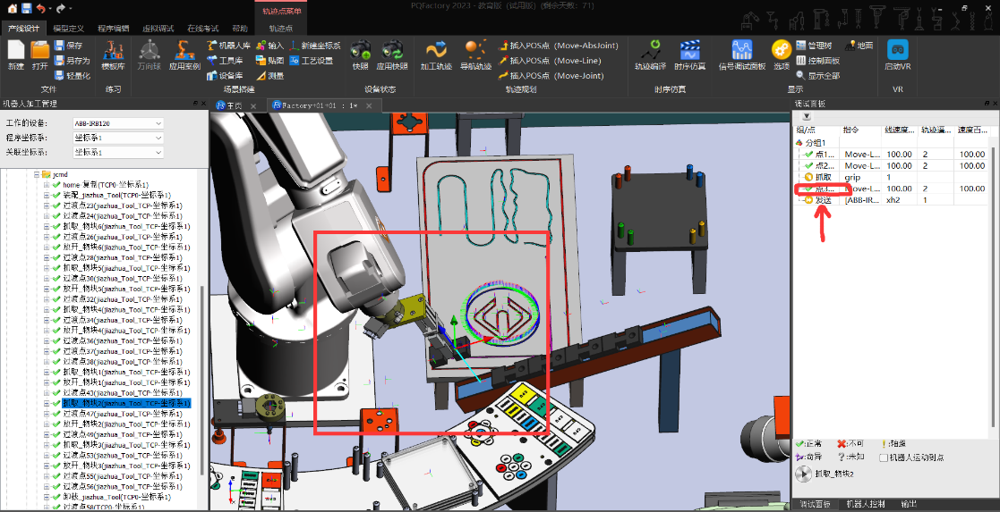 轨迹点菜单
PQFactory 2023 - 教育版（试用版）(剩余天数: 71)
产线设计 模型定义 程序编辑 虚拟调试 在线考试 帮助 轨迹点
新建 打开 保存 另存为 轻量化 模板库 万向球 应用案例 机器人库 工具库 设备库 输入 贴图 测量 新建坐标系 工艺设置 快照 应用快照 加工轨迹 导航轨迹 插入POS点（Move-AbsJoint) 插入POS点（Move-Line) 插入POS点（Move-Joint) 轨迹编译 时序仿真 信号调试面板 选项 管理树 控制面板 显示全部 地面 启动VR
文件 练习 场景搭建 设备状态 轨迹规划 时序仿真 显示 VR
机器人加工管理
主页
Factory+01+01 : 1*
调试面板
工作的设备: ABB-IRB120
程序坐标系: 坐标系1
关联坐标系: 坐标系1
jcmd
home-复制(TCP0-坐标系1)
装配_jiazhua_Tool(TCP0-坐标系1)
过渡点23(jiazhua_Tool_TCP-坐标系1)
过渡点24(jiazhua_Tool_TCP-坐标系1)
抓取_物块6(jiazhua_Tool_TCP-坐标系1)
过渡点26(jiazhua_Tool_TCP-坐标系1)
放开_物块6(jiazhua_Tool_TCP-坐标系1)
过渡点28(jiazhua_Tool_TCP-坐标系1)
抓取_物块5(jiazhua_Tool_TCP-坐标系1)
过渡点30(jiazhua_Tool_TCP-坐标系1)
放开_物块5(jiazhua_Tool_TCP-坐标系1)
过渡点32(jiazhua_Tool_TCP-坐标系1)
抓取_物块4(jiazhua_Tool_TCP-坐标系1)
过渡点34(jiazhua_Tool_TCP-坐标系1)
放开_物块4(jiazhua_Tool_TCP-坐标系1)
过渡点36(jiazhua_Tool_TCP-坐标系1)
过渡点37(jiazhua_Tool_TCP-坐标系1)
过渡点38(jiazhua_Tool_TCP-坐标系1)
抓取_物块1(jiazhua_Tool_TCP-坐标系1)
放开_物块1(jiazhua_Tool_TCP-坐标系1)
过渡点43(jiazhua_Tool_TCP-坐标系1)
抓取_物块2(jiazhua_Tool_TCP-坐标系1)
过渡点47(jiazhua_Tool_TCP-坐标系1)
放开_物块2(jiazhua_Tool_TCP-坐标系1)
过渡点49(jiazhua_Tool_TCP-坐标系1)
抓取_物块3(jiazhua_Tool_TCP-坐标系1)
过渡点53(jiazhua_Tool_TCP-坐标系1)
放开_物块3(jiazhua_Tool_TCP-坐标系1)
过渡点55(jiazhua_Tool_TCP-坐标系1)
过渡点56(jiazhua_Tool_TCP-坐标系1)
卸载_jiazhua_Tool(TCP0-坐标系1)
过渡点58(TCP0-坐标系1)
组/点 指令 线速度... 轨迹逼... 速度百...
分组1
点1... Move-L... 100.00 2 100.00
点2... Move-L... 100.00 2 100.00
抓取 grip 1
点3... Move-L... 100.00 2 100.00
发送 [ABB-IR... xh2 1
:正常 :不可 :轴超
:奇异 :未知 机器人运动到点
抓取_物块2
调试面板 机器人控制 输出